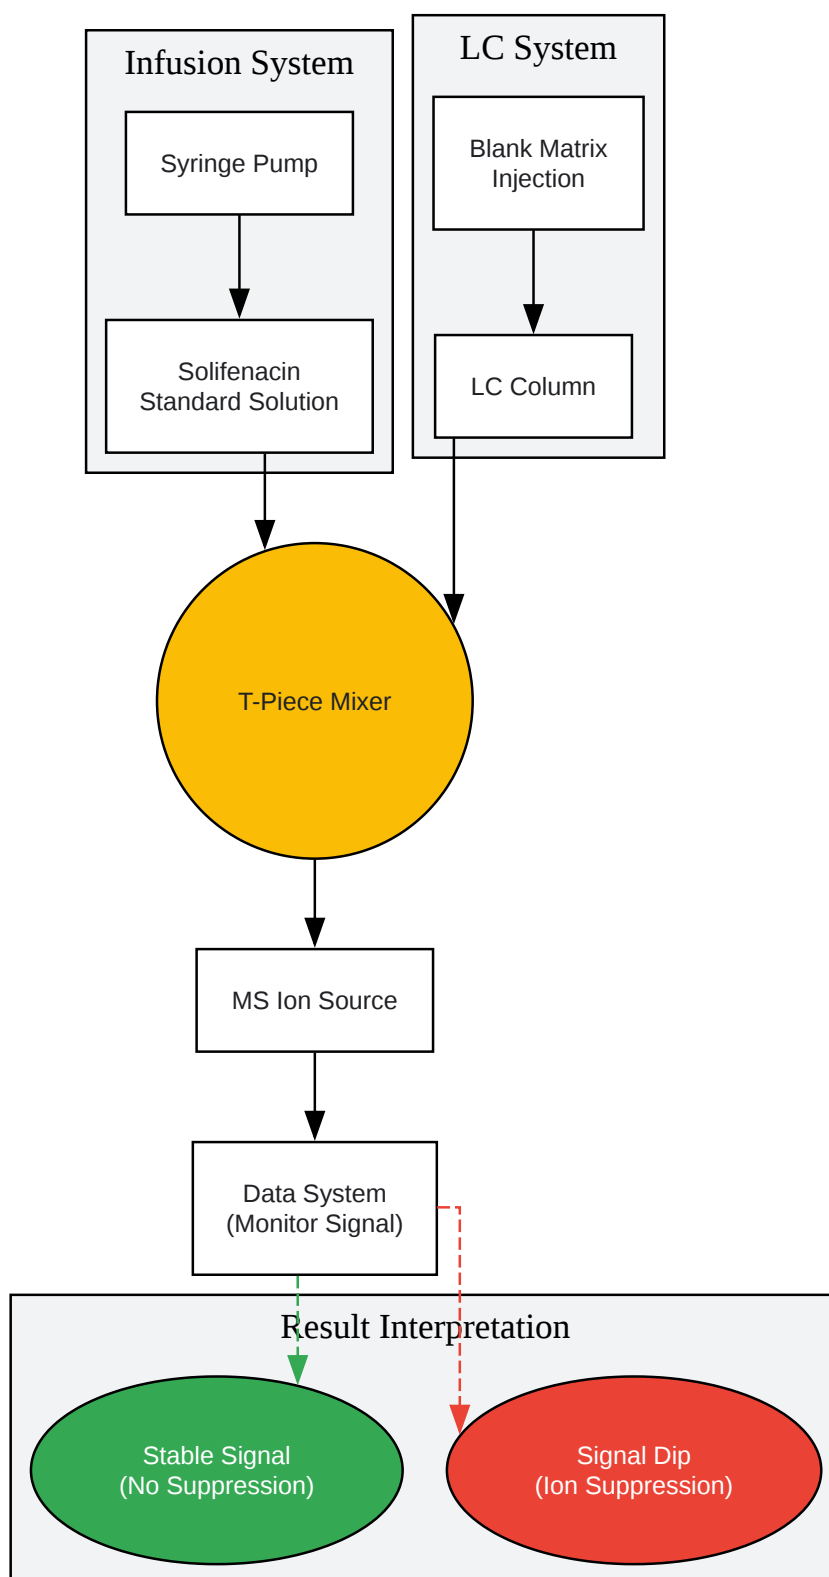 Infusion System
Syringe Pump
Solifenacin
Standard Solution
LC System
Blank Matrix
Injection
LC Column
T-Piece Mixer
MS Ion Source
Data System
(Monitor Signal)
Result Interpretation
Stable Signal
(No Suppression)
Signal Dip
(Ion Suppression)